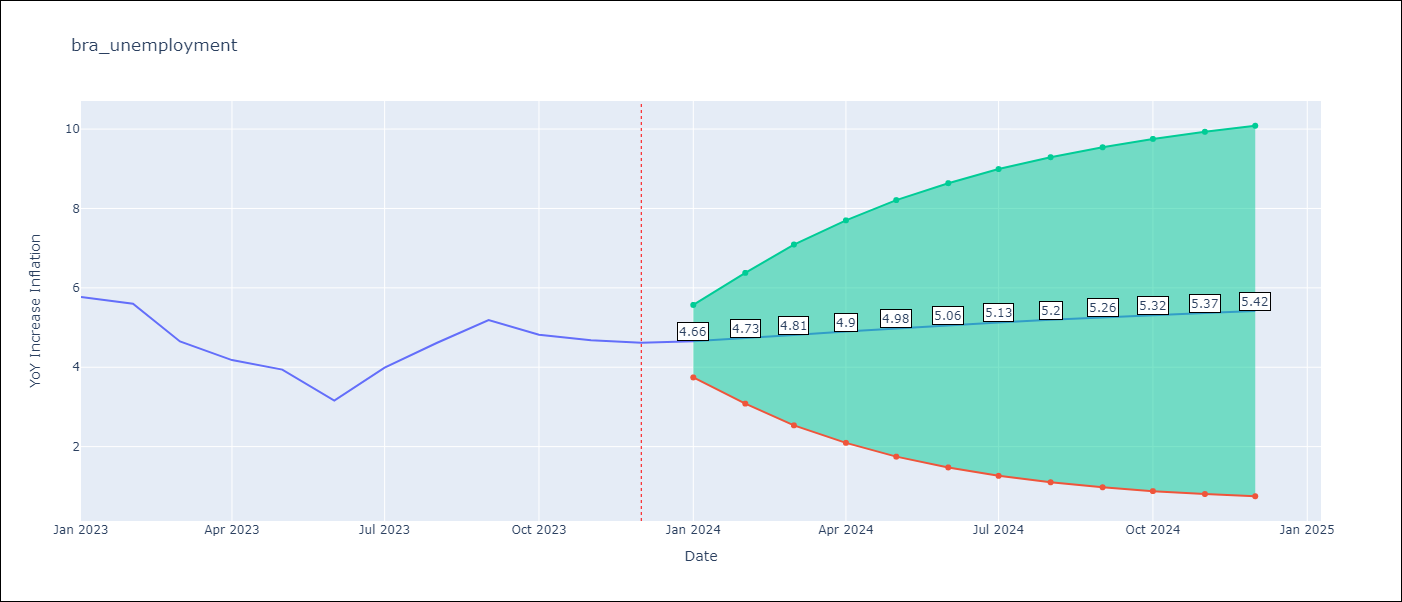 bra_unemployment
YoY Increase Inflation
10
8
6
4
2
4.66 4.73 4.81 4.9 4.98 5.06 5.13 5.2 5.26 5.32 5.37 5.42
Jan 2023 Apr 2023 Jul 2023 Oct 2023 Jan 2024 Apr 2024 Jul 2024 Oct 2024 Jan 2025
Date